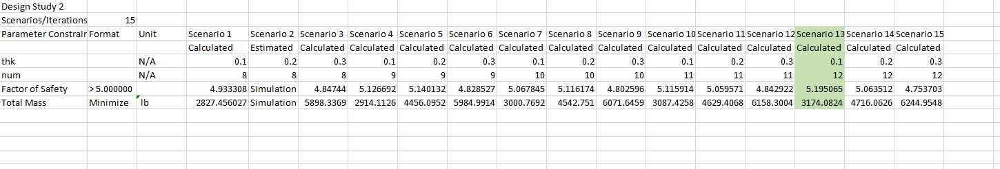 Design Study 2
Scenarios/Iterations 15
Parameter Constrair Format Unit Scenario 1 Scenario 2 Scenario 3 Scenario 4 Scenario 5 Scenario 6 Scenario 7 Scenario 8 Scenario 9 Scenario 10 Scenario 11 Scenario 12 Scenario 13 Scenario 14 Scenario 15
Calculated Estimated Calculated Calculated Calculated Calculated Calculated Calculated Calculated Calculated Calculated Calculated Calculated Calculated Calculated
thk N/A 0.1 0.2 0.3 0.1 0.2 0.3 0.1 0.2 0.3 0.1 0.2 0.3 0.1 0.2 0.3
num N/A 8 8 8 9 9 9 10 10 10 11 11 11 12 12 12
Factor of Safety > 5.000000 4.933308 Simulation 4.84744 5.126692 5.140132 4.828527 5.067845 5.116174 4.802596 5.115914 5.059571 4.842922 5.195065 5.063512 4.753703
Total Mass Minimize lb 2827.456027 Simulation 5898.3369 2914.1126 4456.0952 5984.9914 3000.7692 4542.751 6071.6459 3087.4258 4629.4068 6158.3004 3174.0824 4716.0626 6244.9548